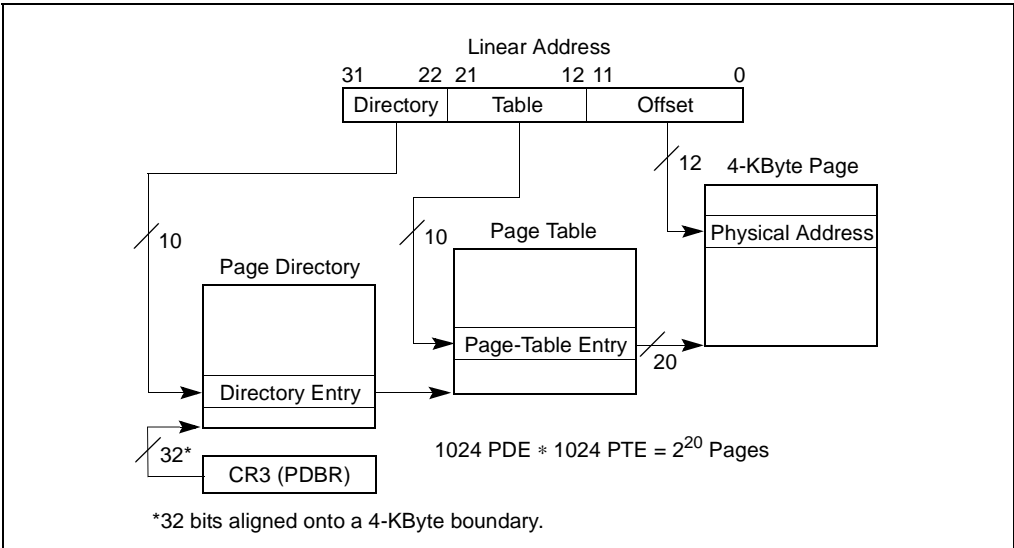 Linear Address
31 22 21 12 11 0
Directory Table Offset
12
4-KByte Page
Physical Address
10
10
Page Table
Page Directory
Page-Table Entry
20
Directory Entry
32*
1024 PDE * 1024 PTE = 2^20 Pages
CR3 (PDBR)
*32 bits aligned onto a 4-KByte boundary.